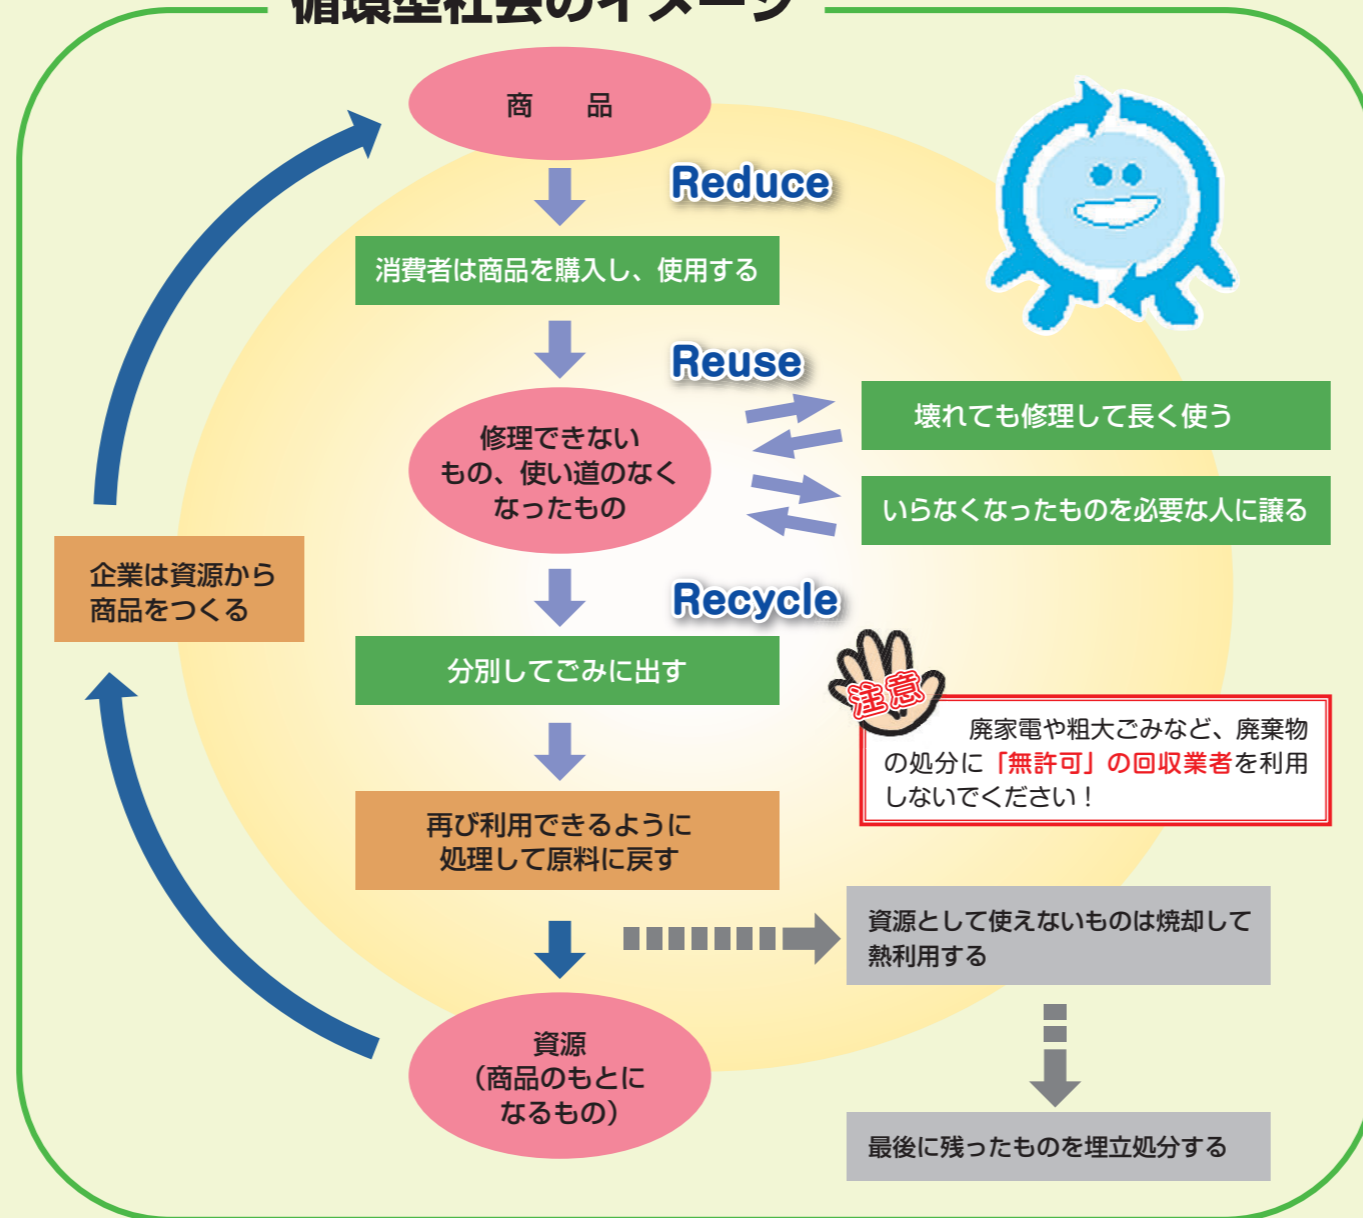 循環型社会のイメージ
商　品
Reduce
消費者は商品を購入し、使用する
Reuse
修理できない
もの、使い道のなく
なったもの
壊れても修理して長く使う
いらなくなったものを必要な人に譲る
企業は資源から
商品をつくる
Recycle
分別してごみに出す
注意
廃家電や粗大ごみなど、廃棄物
の処分に「無許可」の回収業者を利用
しないでください！
再び利用できるように
処理して原料に戻す
資源として使えないものは焼却して
熱利用する
資源
（商品のもとに
なるもの）
最後に残ったものを埋立処分する